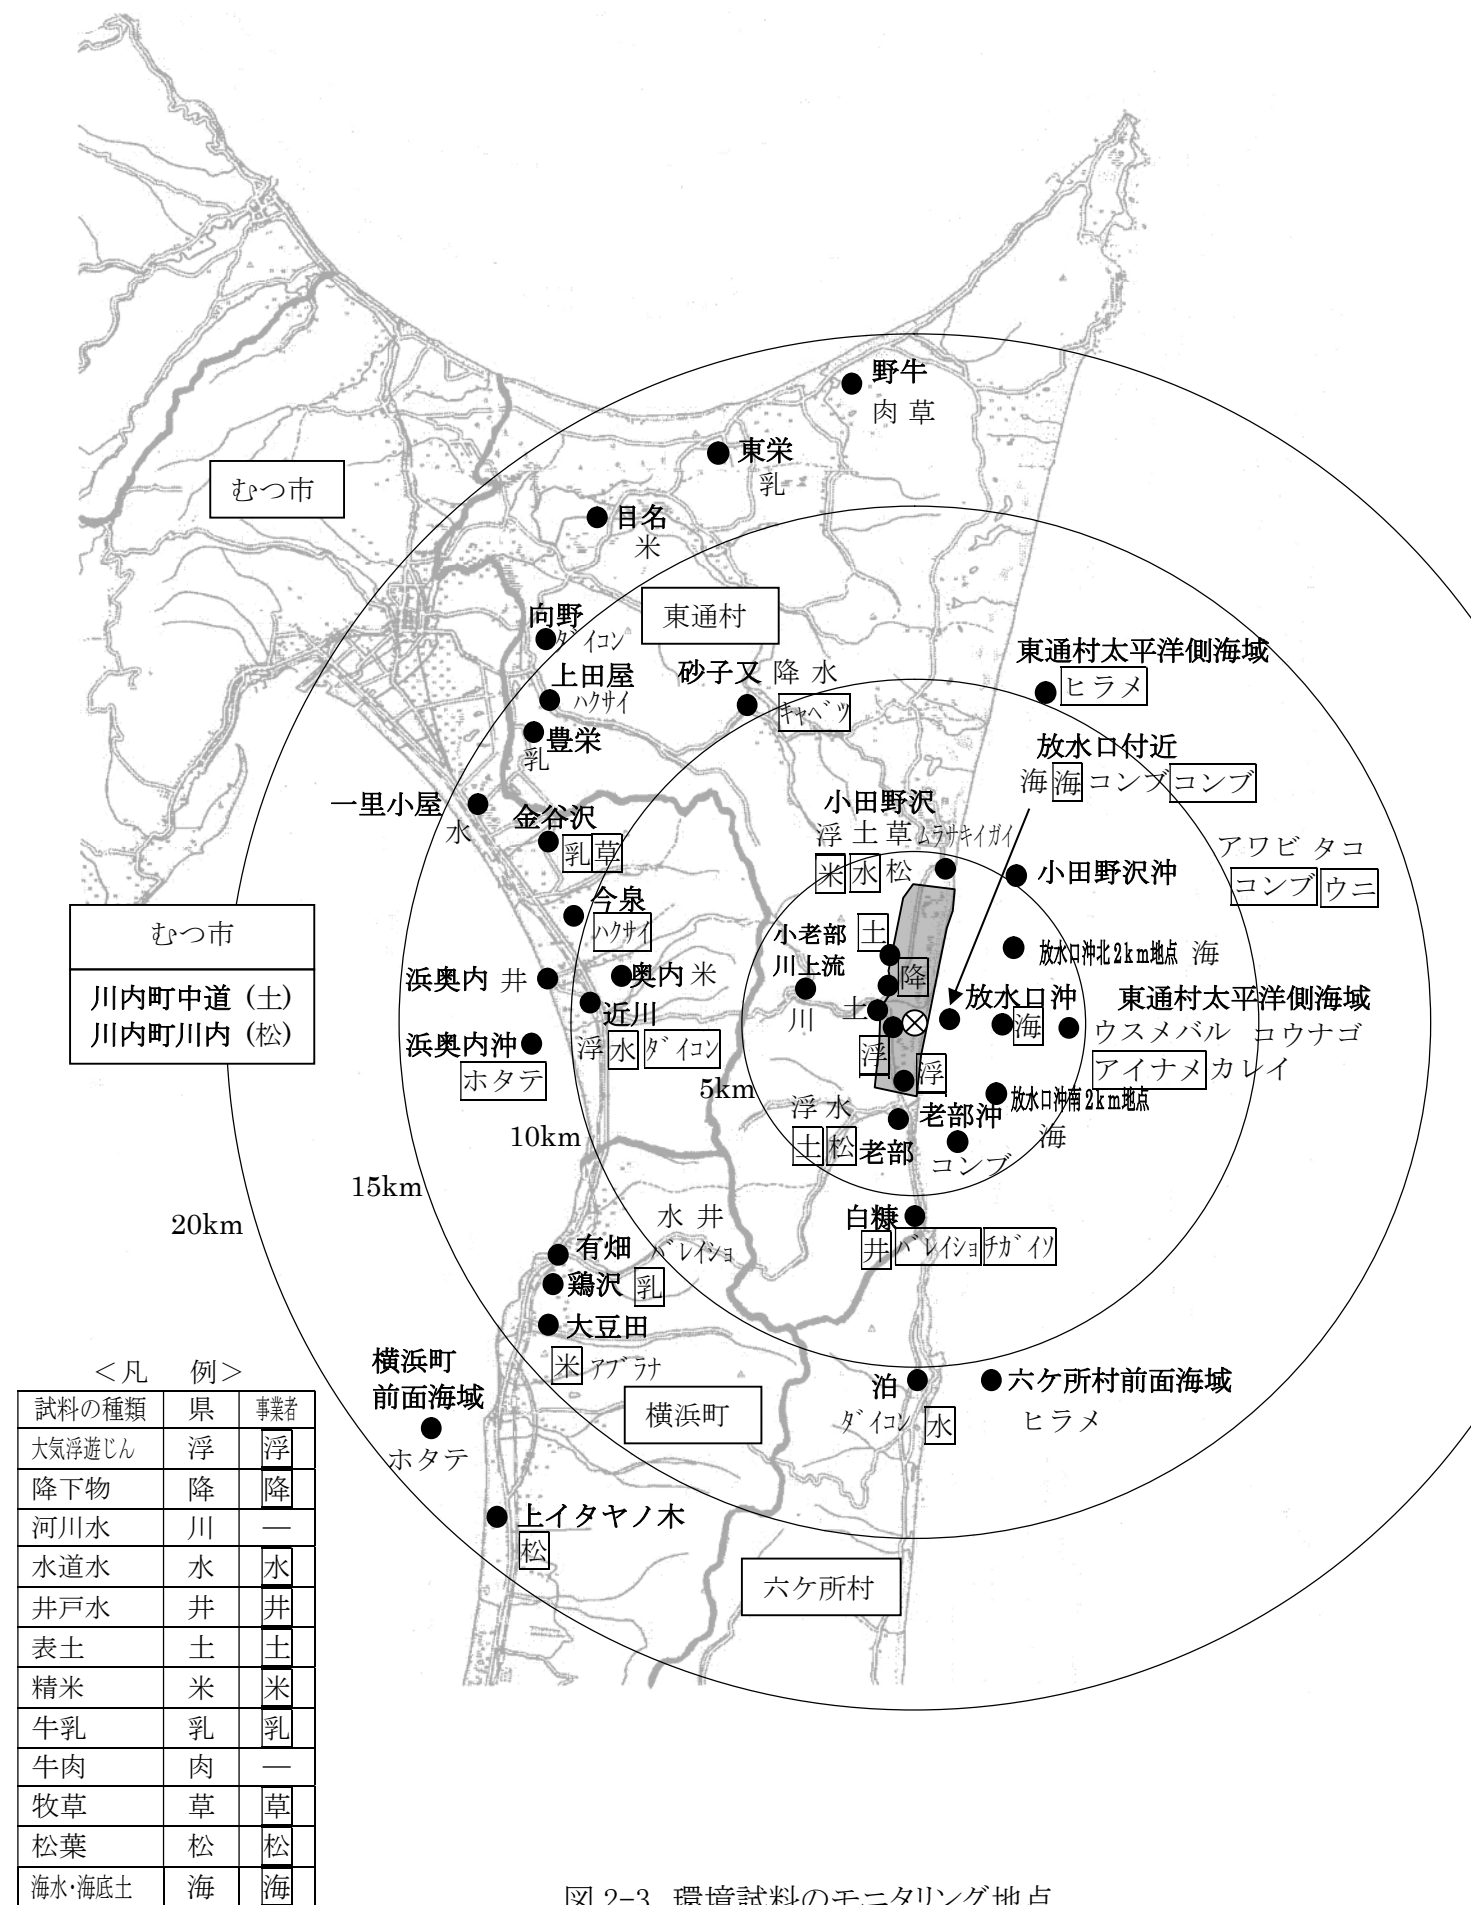 野牛
肉 草
東栄
乳
むつ市
目名
米
東通村
向野
ダイコン
上田屋
ハクサイ
砂子又 降 水
キャベツ
豊栄
乳
東通村太平洋側海域
ヒラメ
放水口付近
海 海 コンブ コンブ
一里小屋
水
金谷沢
乳 草
小田野沢
浮 土 草 ムラサキイガイ
米 水 松
小田野沢沖
アワビ タコ
コンブ ウニ
今泉
ハクサイ
むつ市
川内町中道 (土)
川内町川内 (松)
浜奥内 井
奥内 米
近川
浮 水 ダイコン
浜奥内沖
ホタテ
小老部
川上流
川
土
降
土
浮
浮
放水口沖北2km地点 海
放水口沖
海
東通村太平洋側海域
ウスメバル コウナゴ
アイナメ カレイ
放水口沖南2km地点
海
5km
10km
15km
20km
浮 水
土 松 老部
老部沖
コンブ
白糠
井 バレイショ チガイソ
水 井
バレイショ
有畑
鶏沢 乳
大豆田
米 アブラナ
横浜町
前面海域
ホタテ
横浜町
泊
ダイコン 水
六ケ所村前面海域
ヒラメ
上イタヤノ木
松
六ケ所村
<凡 例>
試料の種類 県 事業者
大気浮遊じん 浮 浮
降下物 降 降
河川水 川 ―
水道水 水 水
井戸水 井 井
表土 土 土
精米 米 米
牛乳 乳 乳
牛肉 肉 ―
牧草 草 草
松葉 松 松
海水・海底土 海 海
図 2-3 環境試料のモニタリング地点